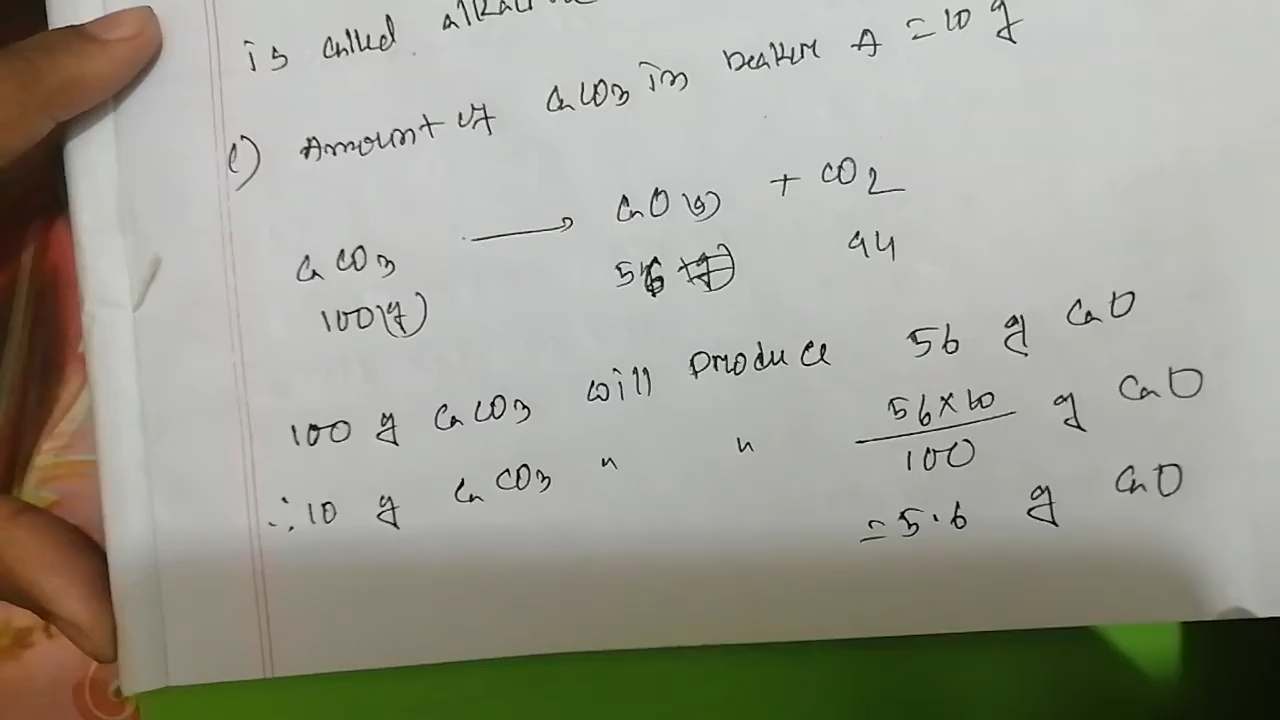 is called
c) Amount of CaCO3 in beaker A = 10 g
CaCO3 → CaO (s) + CO2
100(g) 56 44
100 g CaCO3 will produce 56 g CaO
∴ 10 g CaCO3 " " 56×10/100 g CaO
= 5.6 g CaO